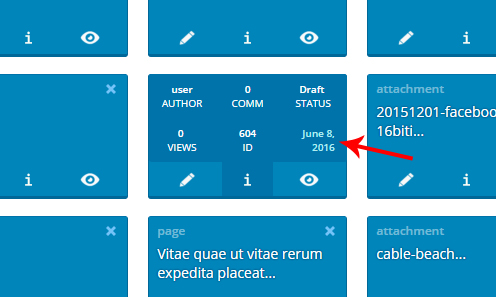 attachment
user
0
Draft
AUTHOR
COMM
STATUS
20151201-faceboo
16biti...
0
604
June 8,
2016
VIEWS
ID
page
attachment
Vitae quae ut vitae rerum
expedita placeat...
cable-beach...